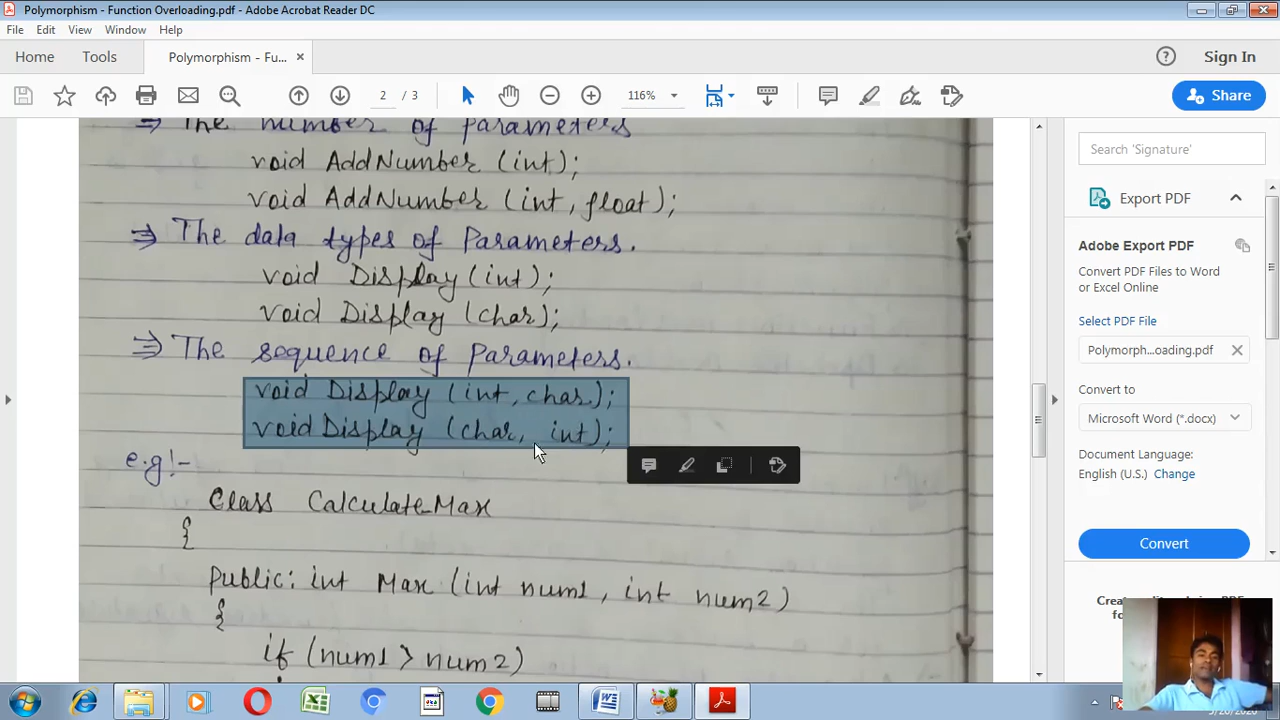 Polymorphism - Function Overloading.pdf - Adobe Acrobat Reader DC
File Edit View Window Help
Home Tools Polymorphism - Fu... × Sign In
2 / 3 116% Share
⇒ The number of Parameters
void AddNumber (int);
void AddNumber (int, float);
⇒ The data types of Parameters.
void Display (int);
void Display (char);
⇒ The sequence of Parameters.
void Display (int, char);
void Display (char, int);
e.g!-
Class Calculate_Max
{
Public: int Max (int num1, int num2)
{
if (num1 > num2)
Search 'Signature'
Export PDF
Adobe Export PDF
Convert PDF Files to Word
or Excel Online
Select PDF File
Polymorph...oading.pdf
Convert to
Microsoft Word (*.docx)
Document Language:
English (U.S.) Change
Convert